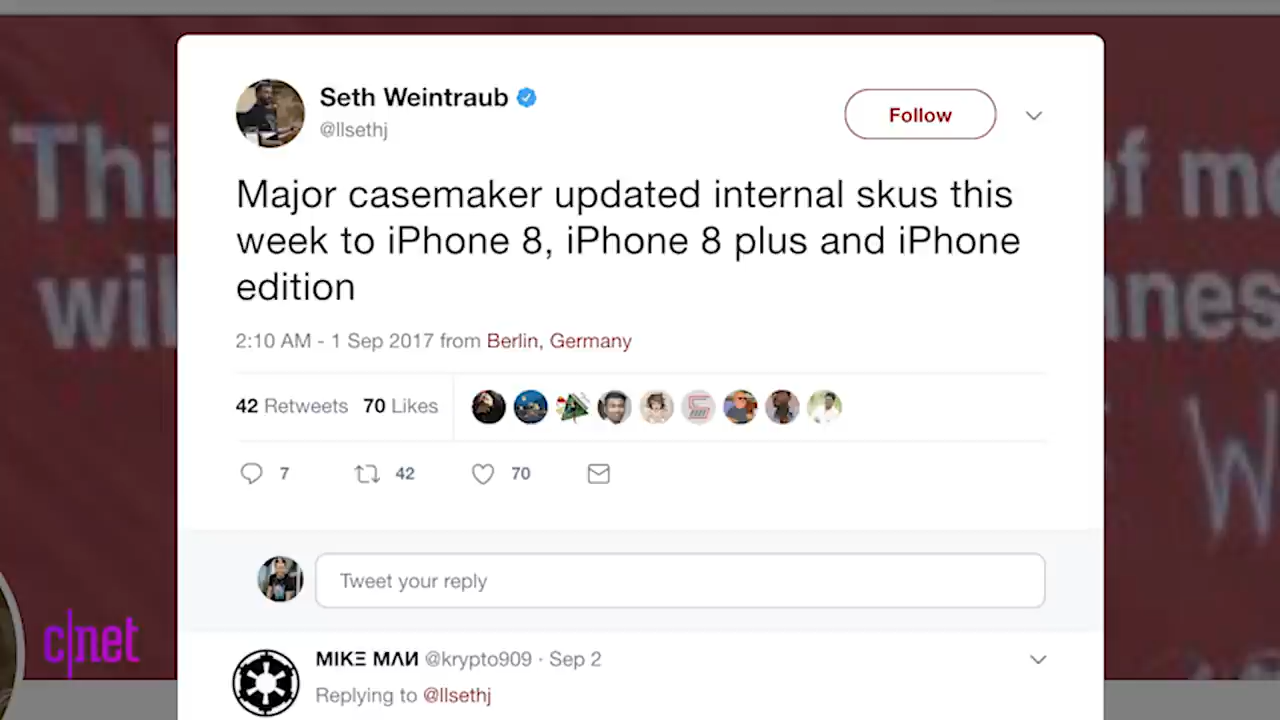 Seth Weintraub
@llsethj
Follow
Major casemaker updated internal skus this
week to iPhone 8, iPhone 8 plus and iPhone
edition
2:10 AM - 1 Sep 2017 from Berlin, Germany
42 Retweets 70 Likes
7 42 70
Tweet your reply
c|net
MIKΞ MΛИ @krypto909 · Sep 2
Replying to @llsethj